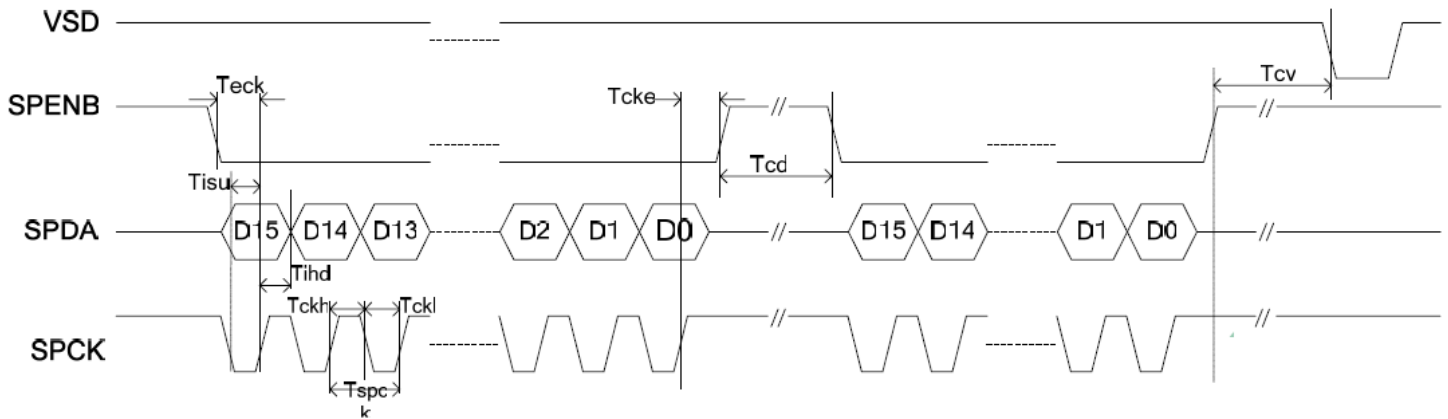 VSD
Tcv
Teck
Tcke
SPENB
//
//
Tcd
Tisu
SPDA
D15
D14
D13
D2
D1
D0
//
D15
D14
D1
D0
//
Tihd
Tckh
Tckl
SPCK
//
//
Tspc
k